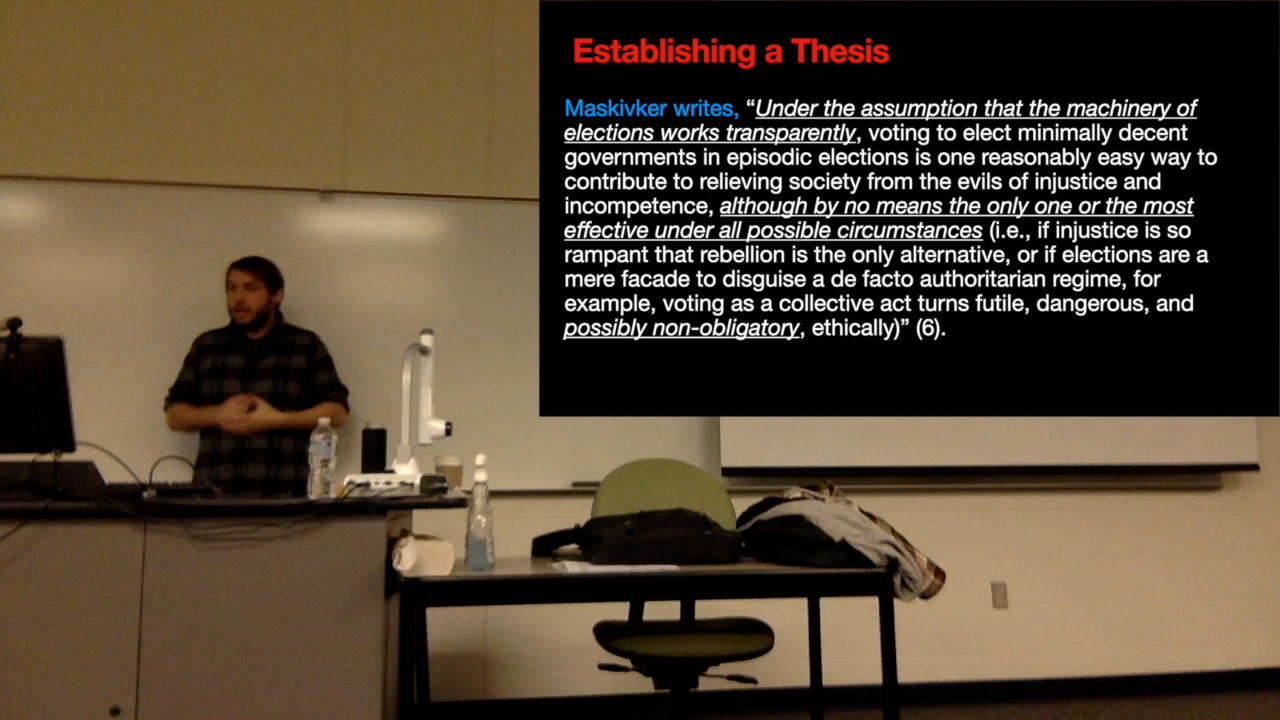 Establishing a Thesis
Maskivker writes, “Under the assumption that the machinery of
elections works transparently, voting to elect minimally decent
governments in episodic elections is one reasonably easy way to
contribute to relieving society from the evils of injustice and
incompetence, although by no means the only one or the most
effective under all possible circumstances (i.e., if injustice is so
rampant that rebellion is the only alternative, or if elections are a
mere facade to disguise a de facto authoritarian regime, for
example, voting as a collective act turns futile, dangerous, and
possibly non-obligatory, ethically)” (6).